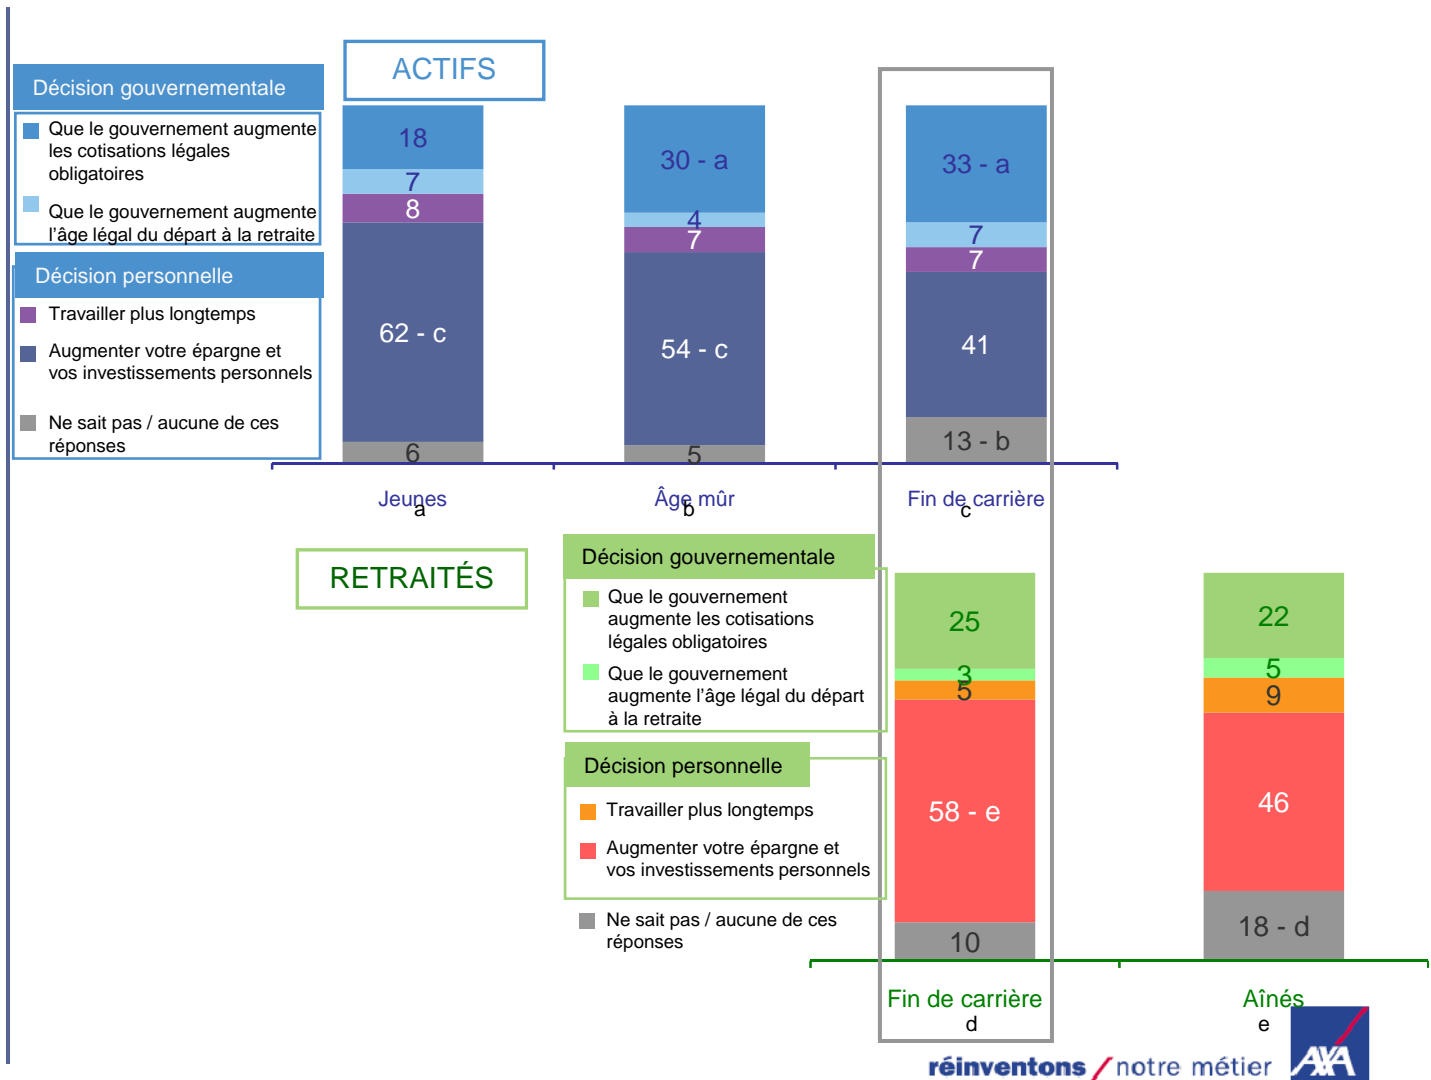 ACTIFS
Décision gouvernementale
Que le gouvernement augmente
les cotisations légales
obligatoires
Que le gouvernement augmente
l’âge légal du départ à la retraite
Décision personnelle
Travailler plus longtemps
Augmenter votre épargne et
vos investissements personnels
Ne sait pas / aucune de ces
réponses
18
7
8
62 - c
6
30 - a
4
7
54 - c
5
33 - a
7
7
41
13 - b
Jeunes
a
Âge mûr
b
Fin de carrière
c
RETRAITÉS
Décision gouvernementale
Que le gouvernement
augmente les cotisations
légales obligatoires
Que le gouvernement
augmente l’âge légal du départ
à la retraite
Décision personnelle
Travailler plus longtemps
Augmenter votre épargne et
vos investissements personnels
Ne sait pas / aucune de ces
réponses
25
3
5
58 - e
10
22
5
9
46
18 - d
Fin de carrière
d
Aînés
e
réinventons / notre métier
AXA